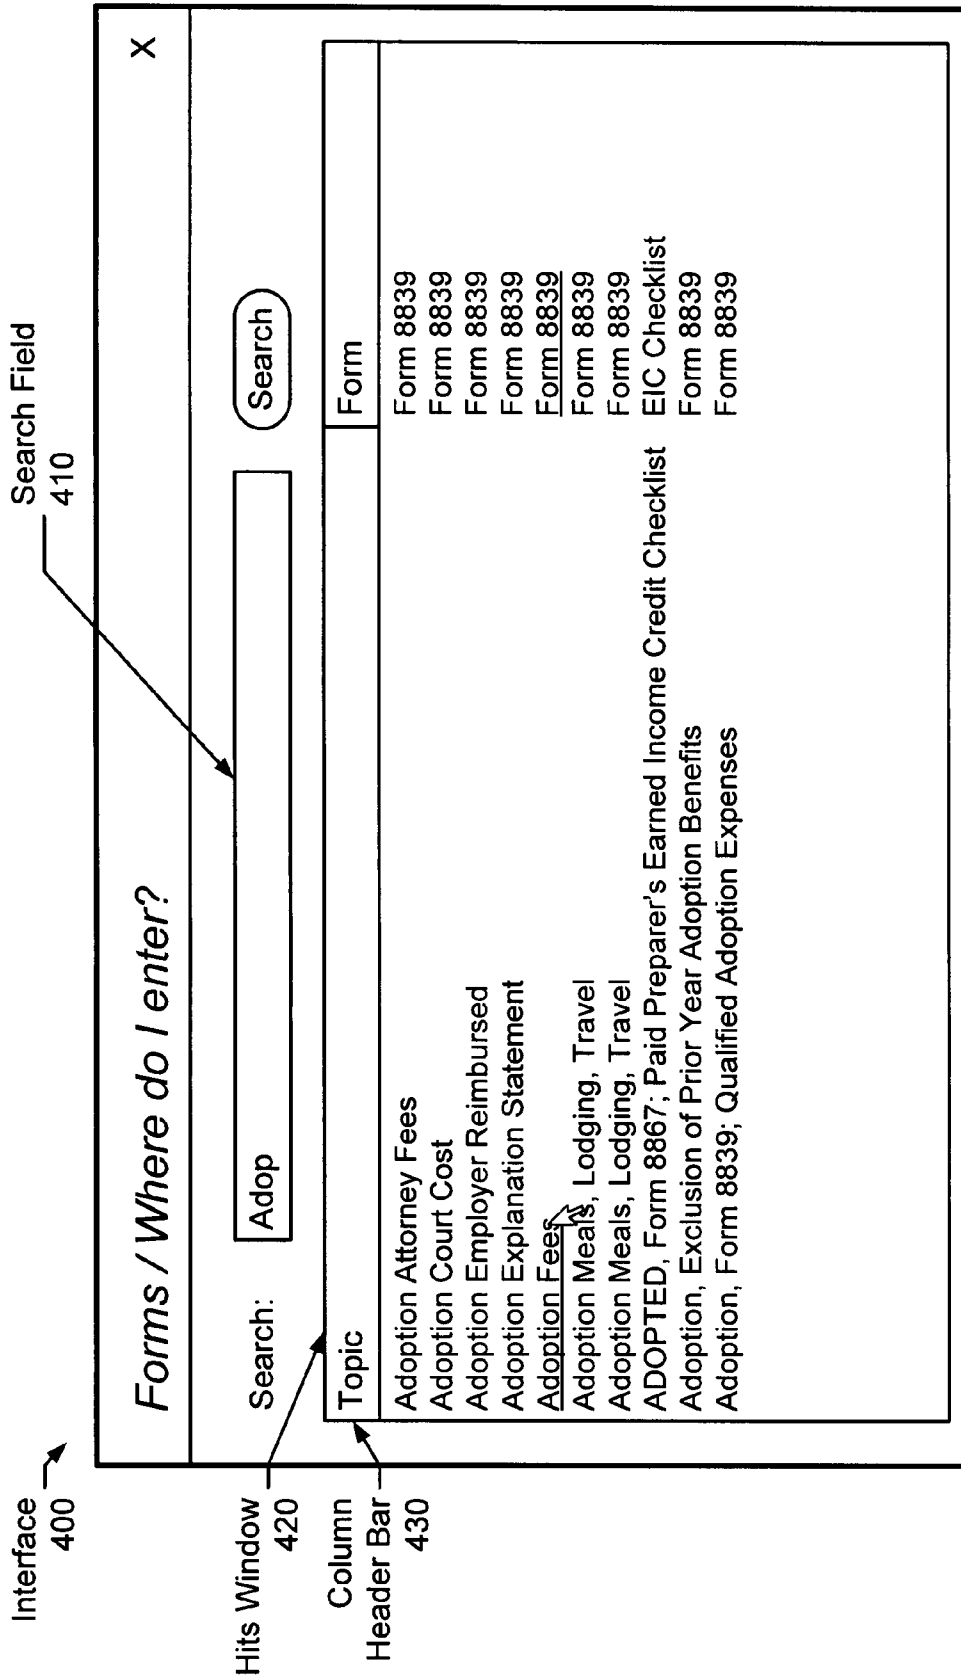 Interface
400
Search Field
410
Forms / Where do I enter?
X
Search:
Adop
Search
Hits Window
420
Column
Header Bar
430
Topic Form
Adoption Attorney Fees Form 8839
Adoption Court Cost Form 8839
Adoption Employer Reimbursed Form 8839
Adoption Explanation Statement Form 8839
Adoption Fees Form 8839
Adoption Meals, Lodging, Travel Form 8839
Adoption Meals, Lodging, Travel Form 8839
ADOPTED, Form 8867; Paid Preparer's Earned Income Credit Checklist EIC Checklist
Adoption, Exclusion of Prior Year Adoption Benefits Form 8839
Adoption, Form 8839; Qualified Adoption Expenses Form 8839